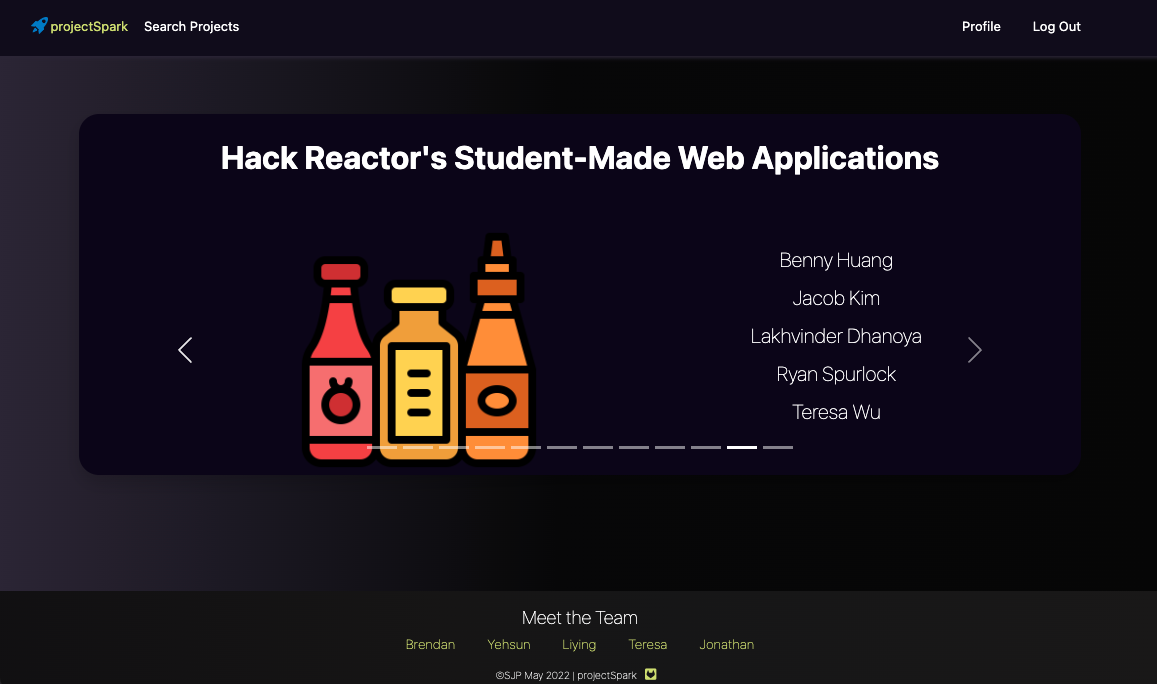 projectSpark Search Projects Profile Log Out
Hack Reactor's Student-Made Web Applications
Benny Huang
Jacob Kim
Lakhvinder Dhanoya
Ryan Spurlock
Teresa Wu
Meet the Team
Brendan Yehsun Liying Teresa Jonathan
©SJP May 2022 | projectSpark